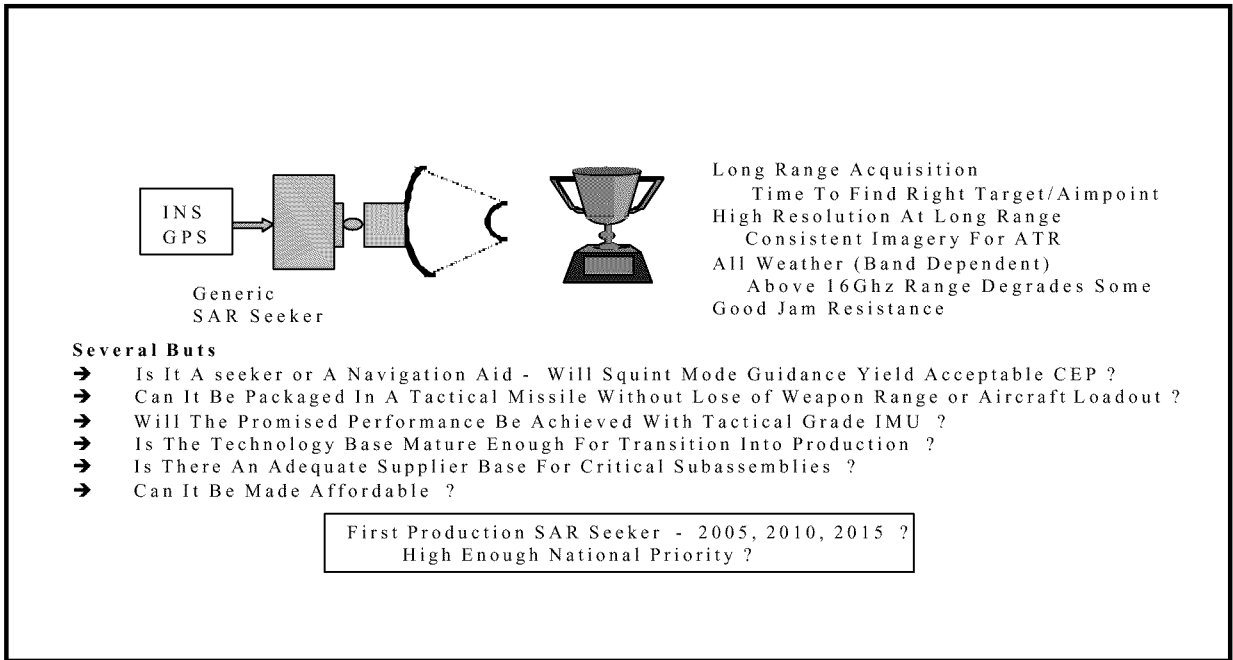 INS
GPS
Generic
SAR Seeker
Long Range Acquisition
Time To Find Right Target/Aimpoint
High Resolution At Long Range
Consistent Imagery For ATR
All Weather (Band Dependent)
Above 16Ghz Range Degrades Some
Good Jam Resistance
Several Buts
➔ Is It A seeker or A Navigation Aid - Will Squint Mode Guidance Yield Acceptable CEP ?
➔ Can It Be Packaged In A Tactical Missile Without Lose of Weapon Range or Aircraft Loadout ?
➔ Will The Promised Performance Be Achieved With Tactical Grade IMU ?
➔ Is The Technology Base Mature Enough For Transition Into Production ?
➔ Is There An Adequate Supplier Base For Critical Subassemblies ?
➔ Can It Be Made Affordable ?
First Production SAR Seeker - 2005, 2010, 2015 ?
High Enough National Priority ?